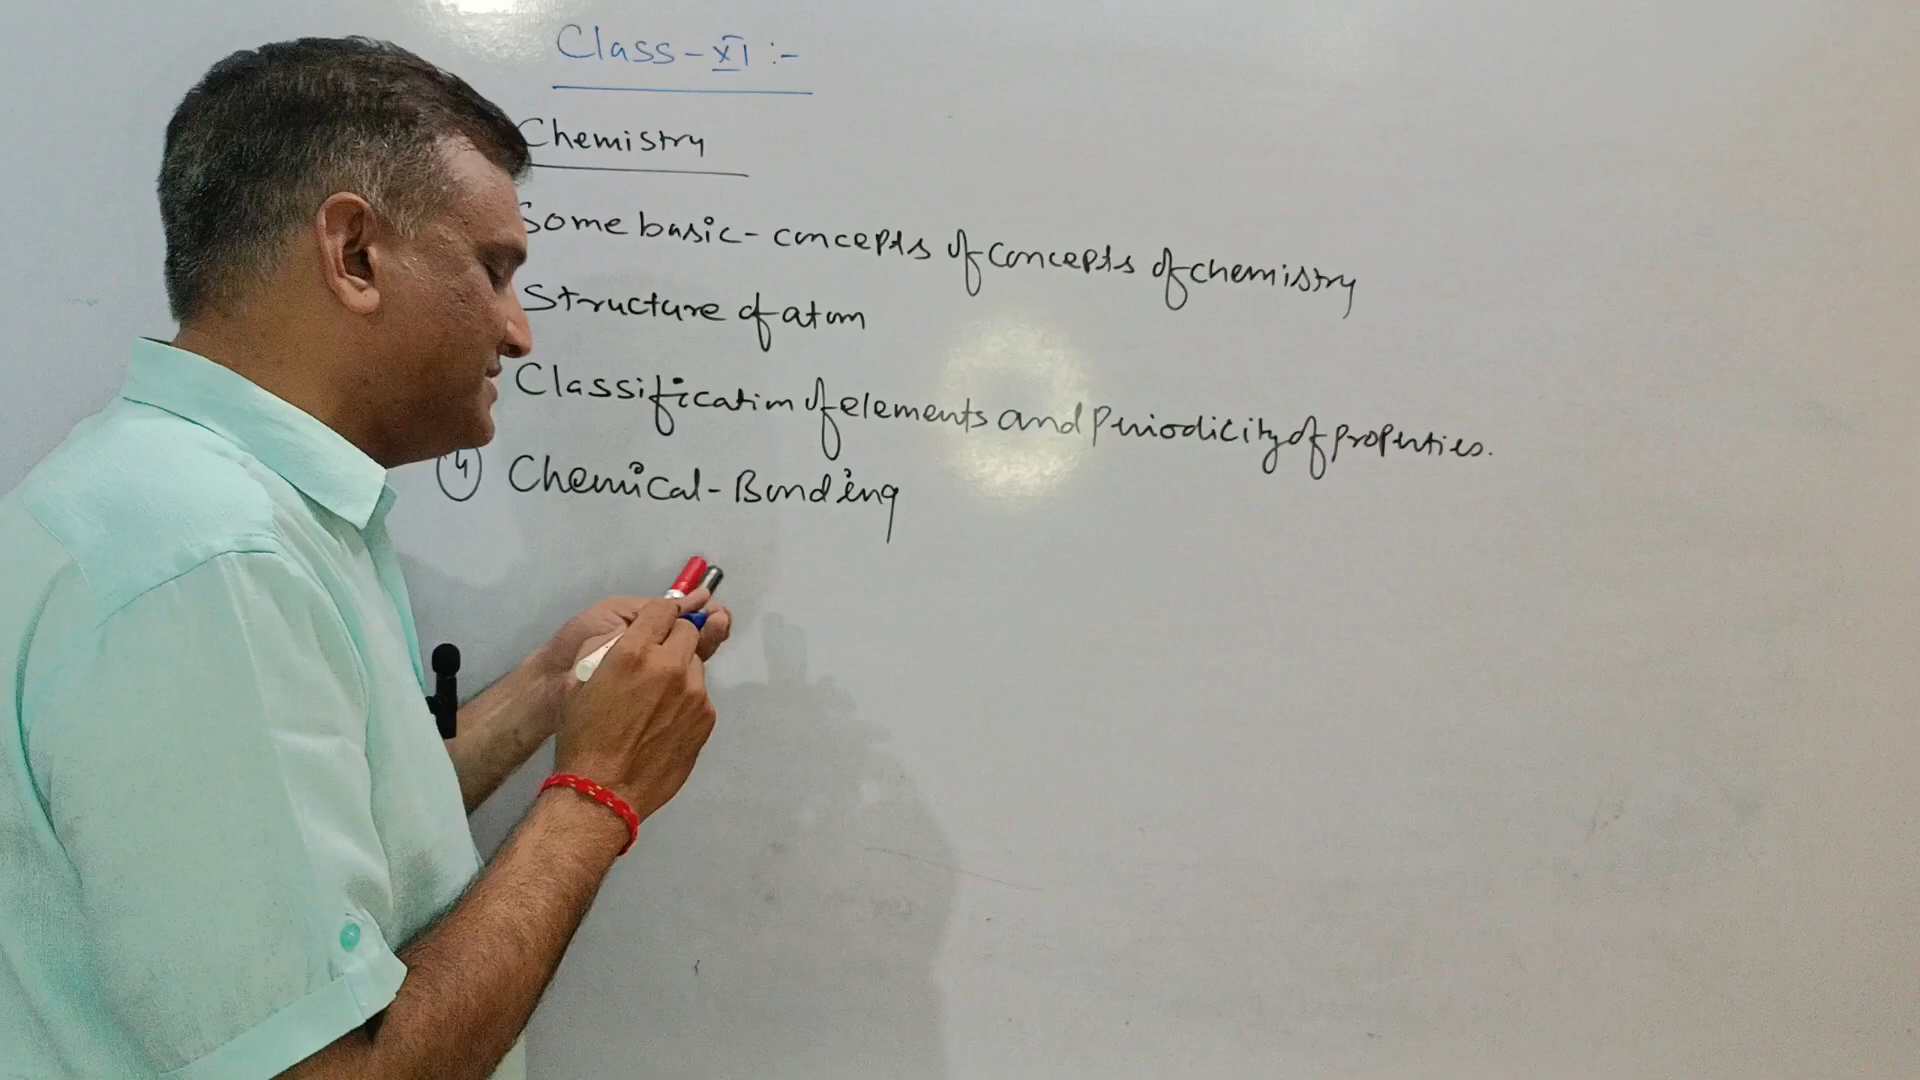 Class-XI :-
Chemistry
Some basic-concepts of concepts of chemistry
Structure of atom
Classification of elements and Periodicity of properties.
④ Chemical-Bonding